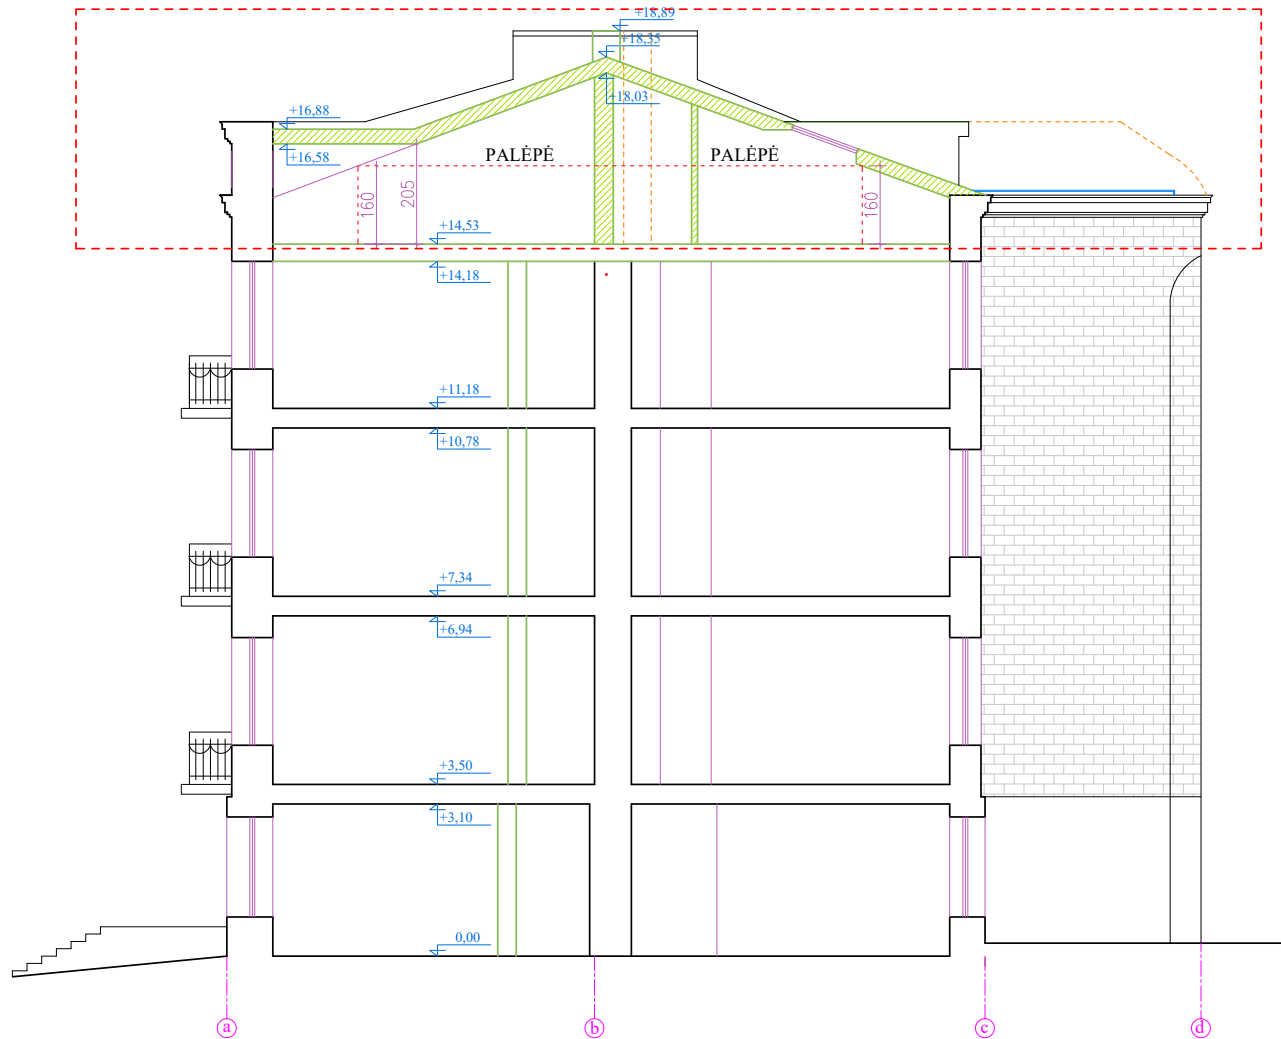 +18,89
+18,35
+18,03
+16,88
+16,58
PALĖPĖ
PALĖPĖ
160
205
160
+14,53
+14,18
+11,18
+10,78
+7,34
+6,94
+3,50
+3,10
0,00
a
b
c
d